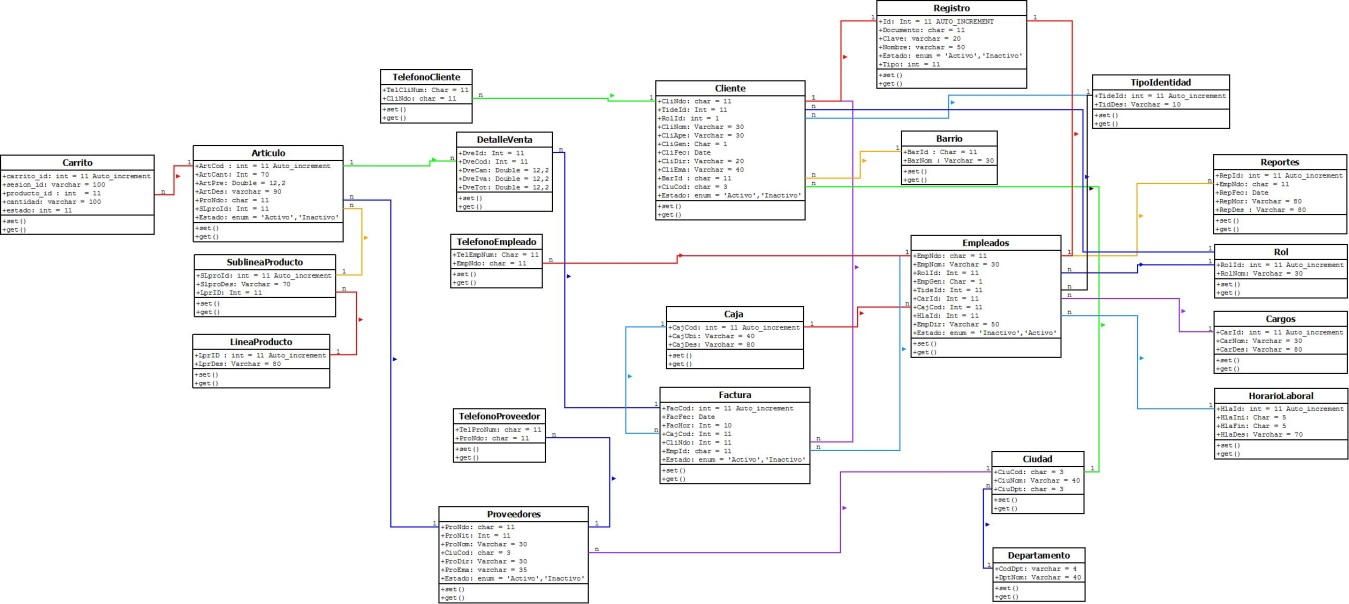 Registro
+Id: Int = 11 AUTO_INCREMENT
+Documento: char = 11
+Clave: varchar = 20
+Nombre: varchar = 50
+Estado: enum = 'Activo','Inactivo'
+Tipo: int = 11
+set()
+get()
TelefonoCliente
+TelCliNum: Char = 11
+CliNdo: char = 11
+set()
+get()
Cliente
+CliNdo: char = 11
+TideId: Int = 11
+RolId: int = 1
+CliNom: Varchar = 30
+CliApe: Varchar = 30
+CliGen: Char = 1
+CliFec: Date
+CliDir: Varchar = 20
+CliEma: Varchar = 40
+BarId : char = 11
+CiuCod: char = 3
+Estado: enum = 'Activo','Inactivo'
+set()
+get()
TipoIdentidad
+TideId: int = 11 Auto_increment
+TidDes: Varchar = 10
+set()
+get()
Barrio
+BarId : Char = 11
+BarNom : Varchar = 30
+set()
+get()
DetalleVenta
+DveId: Int = 11
+DveCod: Int = 11
+DveCan: Double = 12,2
+DveIva: Double = 12,2
+DveTot: Double = 12,2
+set()
+get()
Carrito
+carrito_id: int = 11 Auto_increment
+sesion_id: varchar = 100
+producto_id : int = 11
+cantidad: varchar = 100
+estado: int = 11
+set()
+get()
Articulo
+ArtCod : int = 11 Auto_increment
+ArtCant: Int = 70
+ArtPre: Double = 12,2
+ArtDes: varchar = 90
+ProNdo: char = 11
+SLproId: Int = 11
+Estado: enum = 'Activo','Inactivo'
+set()
+get()
Reportes
+RepId: int = 11 Auto_increment
+EmpNdo: char = 11
+RepFec: Date
+RepMor: Varchar = 80
+RepDes : Varchar = 80
+set()
+get()
SublineaProducto
+SLproId: int = 11 Auto_increment
+SlproDes: Varchar = 70
+LprID: Int = 11
+set()
+get()
TelefonoEmpleado
+TelEmpNum: Char = 11
+EmpNdo: char = 11
+set()
+get()
Empleados
+EmpNdo: char = 11
+EmpNom: Varchar = 30
+RolId: Int = 11
+EmpGen: Char = 1
+TideId: Int = 11
+CarId: Int = 11
+CajCod: Int = 11
+HlaId: Int = 11
+EmpDir: Varchar = 50
+Estado: enum = 'Inactivo','Activo'
+set()
+get()
Rol
+RolId: int = 11 Auto_increment
+RolNom: Varchar = 30
+set()
+get()
Caja
+CajCod: int = 11 Auto_increment
+CajUbi: Varchar = 40
+CajDes: Varchar = 80
+set()
+get()
Cargos
+CarId: int = 11 Auto_increment
+CarNom: Varchar = 30
+CarDes: Varchar = 80
+set()
+get()
LineaProducto
+LprID : int = 11 Auto_increment
+LprDes: Varchar = 80
+set()
+get()
Factura
+FacCod: int = 11 Auto_increment
+FacFec: Date
+FacHor: Int = 10
+CajCod: Int = 11
+CliNdo: Int = 11
+EmpId: char = 11
+Estado: enum = 'Activo','Inactivo'
+set()
+get()
HorarioLaboral
+HlaId: int = 11 Auto_increment
+HlaIni: Char = 5
+HlaFin: Char = 5
+HlaDes: Varchar = 70
+set()
+get()
TelefonoProveedor
+TelProNum: char = 11
+ProNdo: char = 11
+set()
+get()
Ciudad
+CiuCod: char = 3
+CiuNom: Varchar = 40
+CiuDpt: char = 3
+set()
+get()
Proveedores
+ProNdo: char = 11
+ProNit: Int = 11
+ProNom: Varchar = 30
+CiuCod: char = 3
+ProDir: Varchar = 30
+ProEma: varchar = 35
+Estado: enum = 'Activo','Inactivo'
+set()
+get()
Departamento
+CodDpt: varchar = 4
+DptNom: Varchar = 40
+set()
+get()